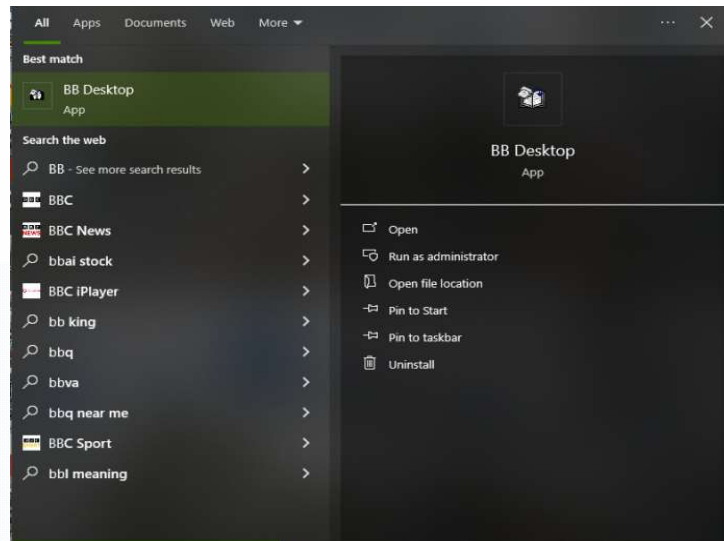 All Apps Documents Web More
Best match
BB Desktop
App
Search the web
BB - See more search results
BBC
BBC News
bbai stock
BBC iPlayer
bb king
bbq
bbva
bbq near me
BBC Sport
bbl meaning
BB Desktop
App
Open
Run as administrator
Open file location
Pin to Start
Pin to taskbar
Uninstall